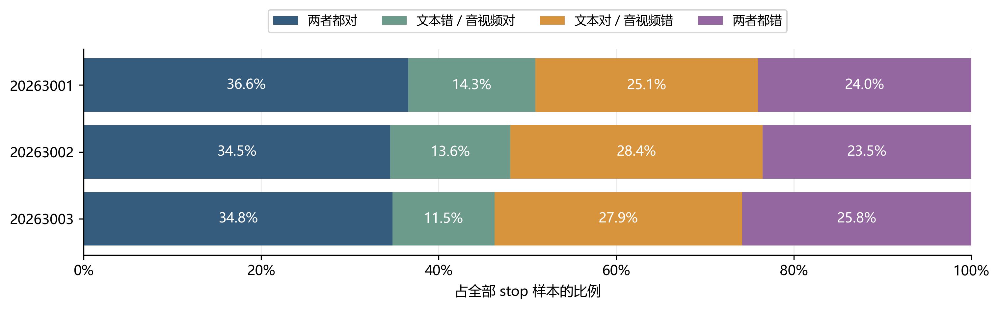 两者都对 文本错 / 音视频对 文本对 / 音视频错 两者都错
20263001 36.6% 14.3% 25.1% 24.0%
20263002 34.5% 13.6% 28.4% 23.5%
20263003 34.8% 11.5% 27.9% 25.8%
0% 20% 40% 60% 80% 100%
占全部 stop 样本的比例